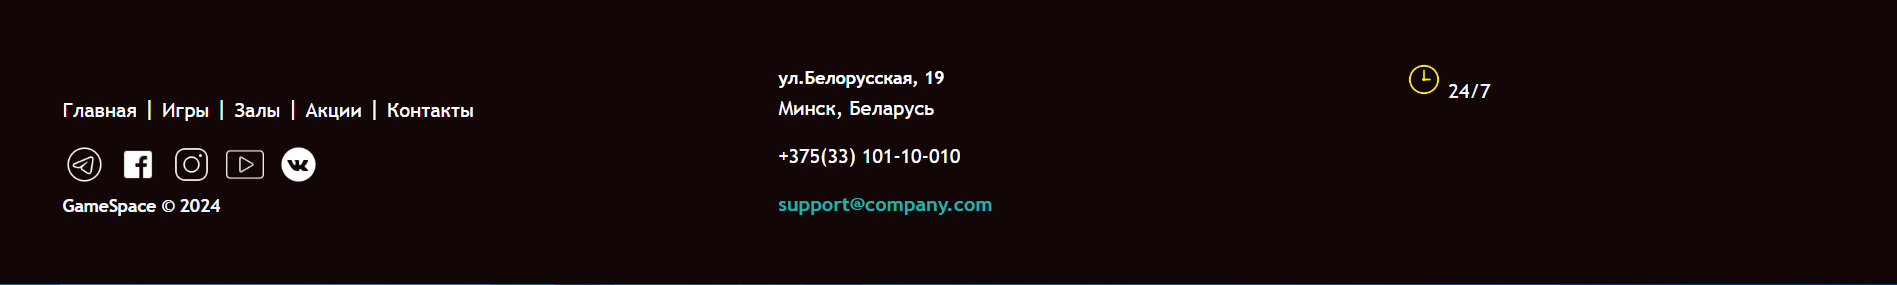 Главная | Игры | Залы | Акции | Контакты
GameSpace © 2024
ул.Белорусская, 19
Минск, Беларусь
+375(33) 101-10-010
support@company.com
24/7